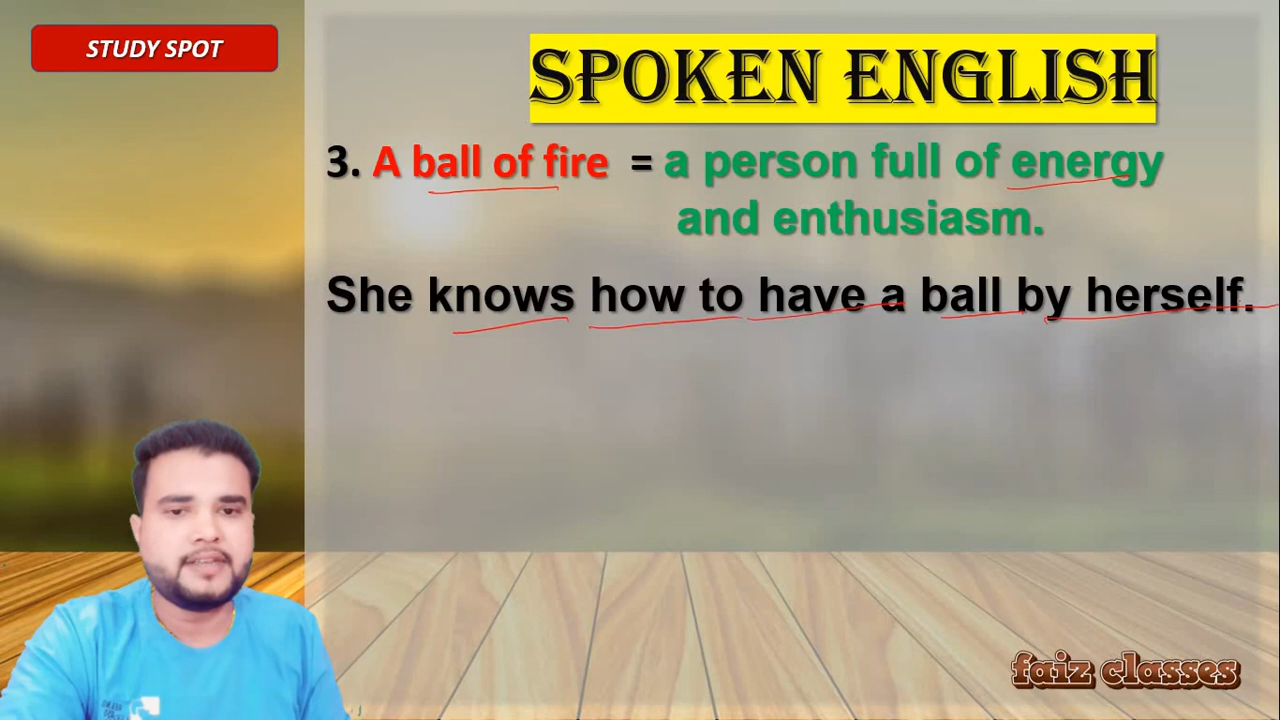 STUDY SPOT
SPOKEN ENGLISH
3. A ball of fire = a person full of energy
and enthusiasm.
She knows how to have a ball by herself.
faiz classes